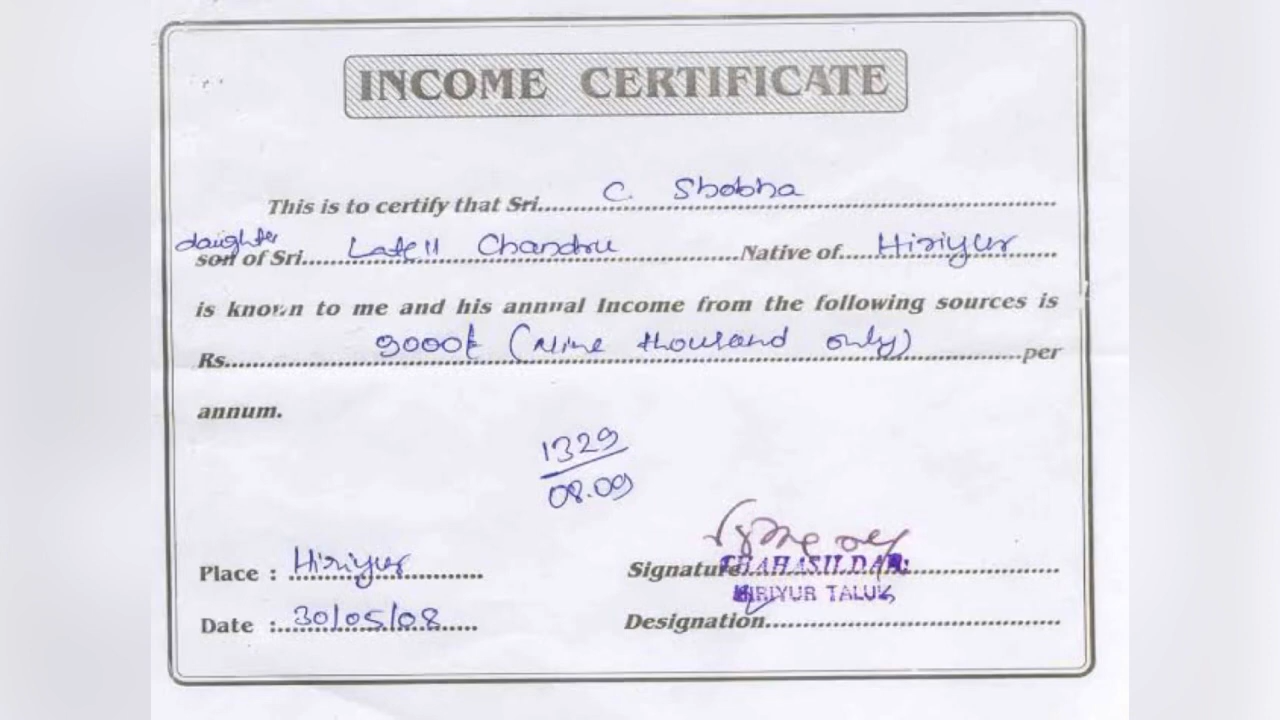 INCOME CERTIFICATE
This is to certify that Sri. C. Shobha
daughter
son of Sri. Late 11 Chandru Native of Hiriyur
is known to me and his annual Income from the following sources is
Rs. 9000/- (Nine thousand only) per
annum.
1329
08.09
Place : Hiriyur
Signature TAHASILDAR
HIRIYUR TALUK
Date : 30/05/08
Designation